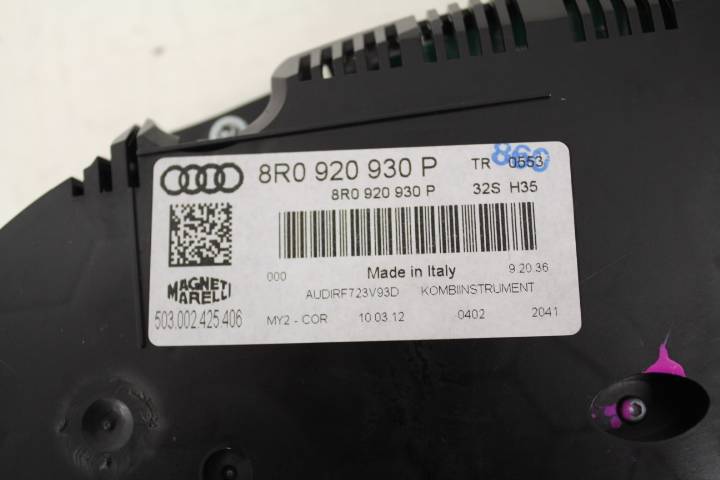 8R0 920 930 P TR 0553
860
8R0 920 930 P 32S H35
000 Made in Italy 9.20.36
MAGNETI
MARELLI
AUDIRF723V93D KOMBIINSTRUMENT
503.002.425.406 MY2 - COR 10.03.12 0402 2041